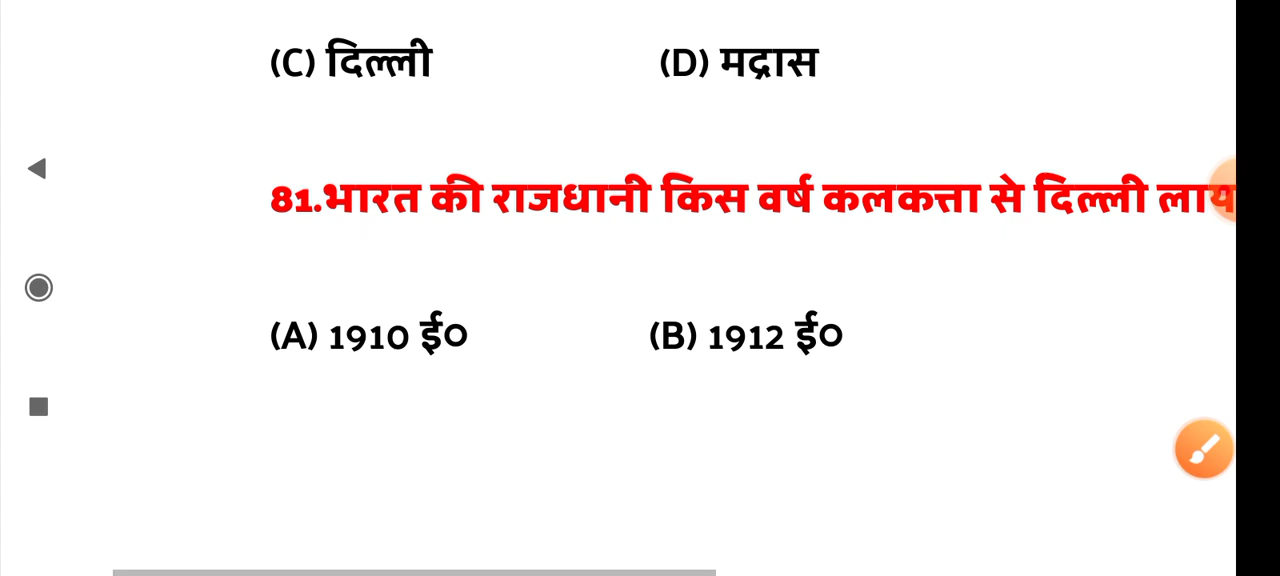 (C) दिल्ली (D) मद्रास
81.भारत की राजधानी किस वर्ष कलकत्ता से दिल्ली
(A) 1910 ई० (B) 1912 ई०